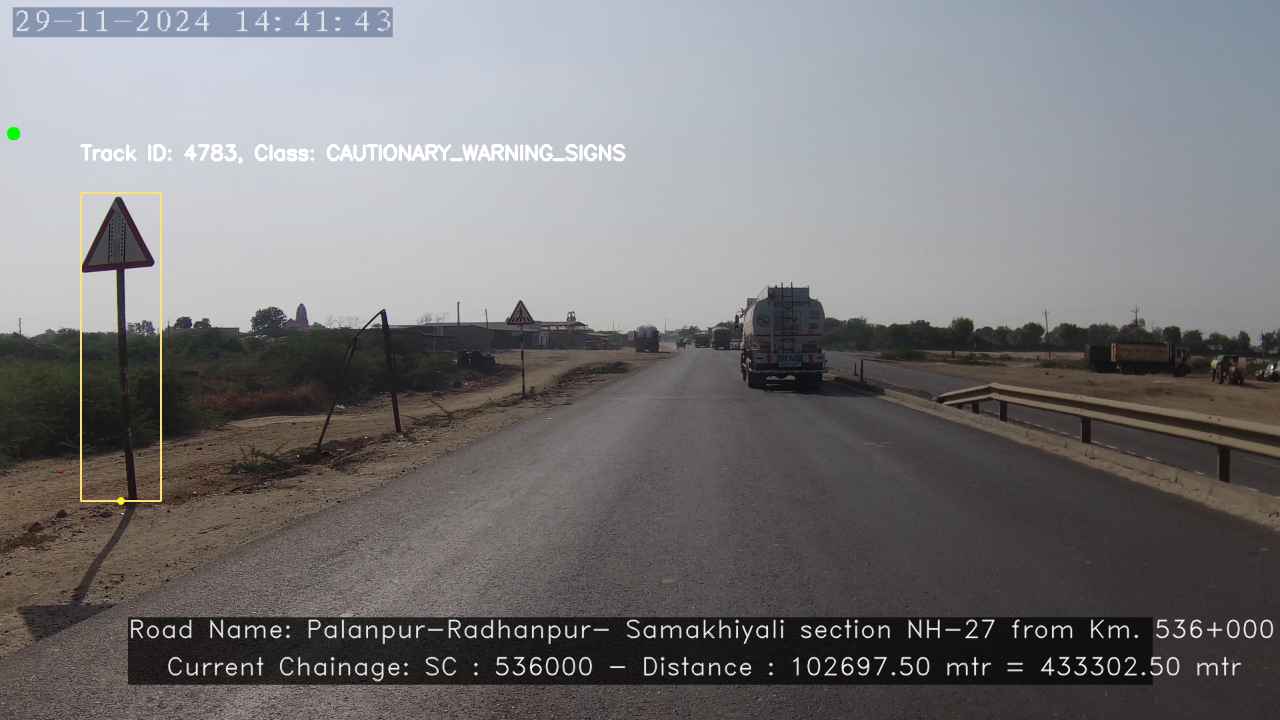 29-11-2024 14:41:43
Track ID: 4783, Class: CAUTIONARY_WARNING_SIGNS
Road Name: Palanpur-Radhanpur- Samakhiyali section NH-27 from Km. 536+000
Current Chainage: SC : 536000 - Distance : 102697.50 mtr = 433302.50 mtr